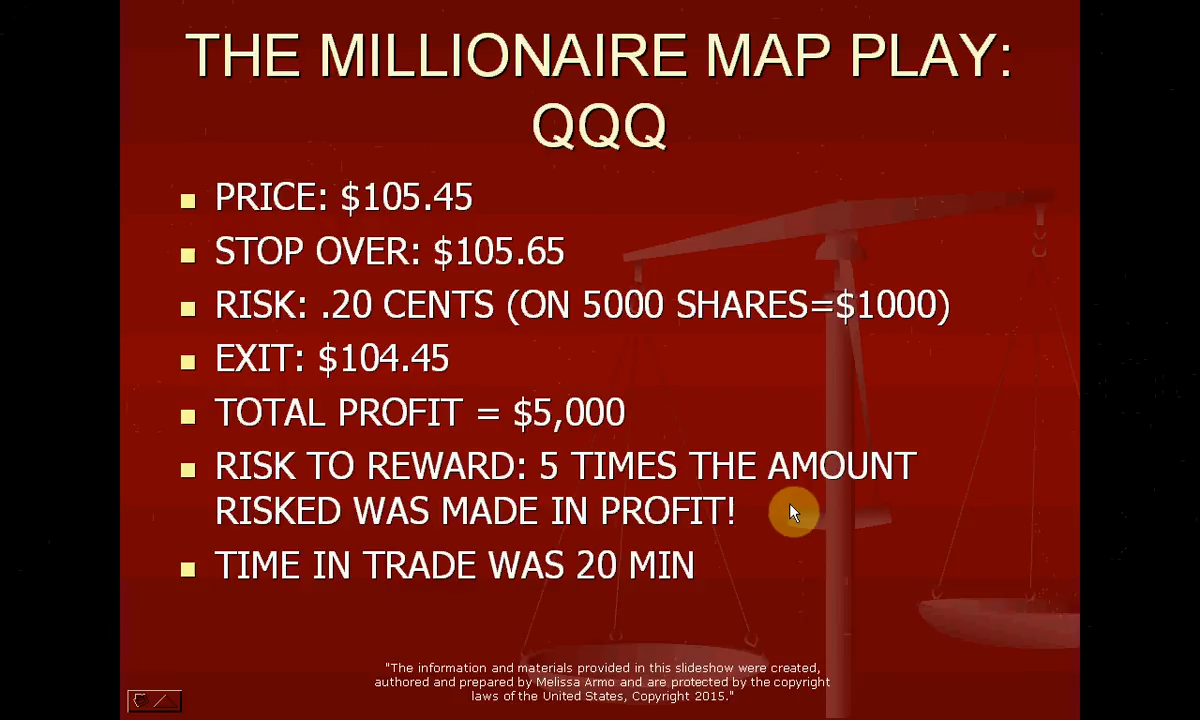 THE MILLIONAIRE MAP PLAY:
QQQ
PRICE: $105.45
STOP OVER: $105.65
RISK: .20 CENTS (ON 5000 SHARES=$1000)
EXIT: $104.45
TOTAL PROFIT = $5,000
RISK TO REWARD: 5 TIMES THE AMOUNT
RISKED WAS MADE IN PROFIT!
TIME IN TRADE WAS 20 MIN
"The information and materials provided in this slideshow were created,
authored and prepared by Melissa Armo and are protected by the copyright
laws of the United States, Copyright 2015."